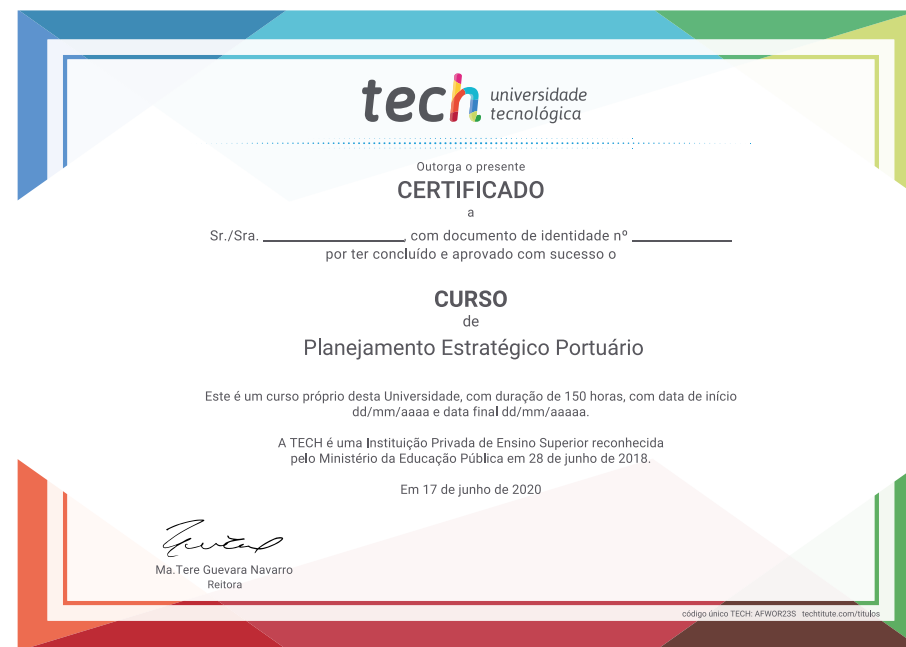 tech universidade
tecnológica
Outorga o presente
CERTIFICADO
a
Sr./Sra. ____________, com documento de identidade nº ____________
por ter concluído e aprovado com sucesso o
CURSO
de
Planejamento Estratégico Portuário
Este é um curso próprio desta Universidade, com duração de 150 horas, com data de início
dd/mm/aaaa e data final dd/mm/aaaaa.
A TECH é uma Instituição Privada de Ensino Superior reconhecida
pelo Ministério da Educação Pública em 28 de junho de 2018.
Em 17 de junho de 2020
Ma.Tere Guevara Navarro
Reitora
código único TECH: AFWOR23S techtitute.com/titulos